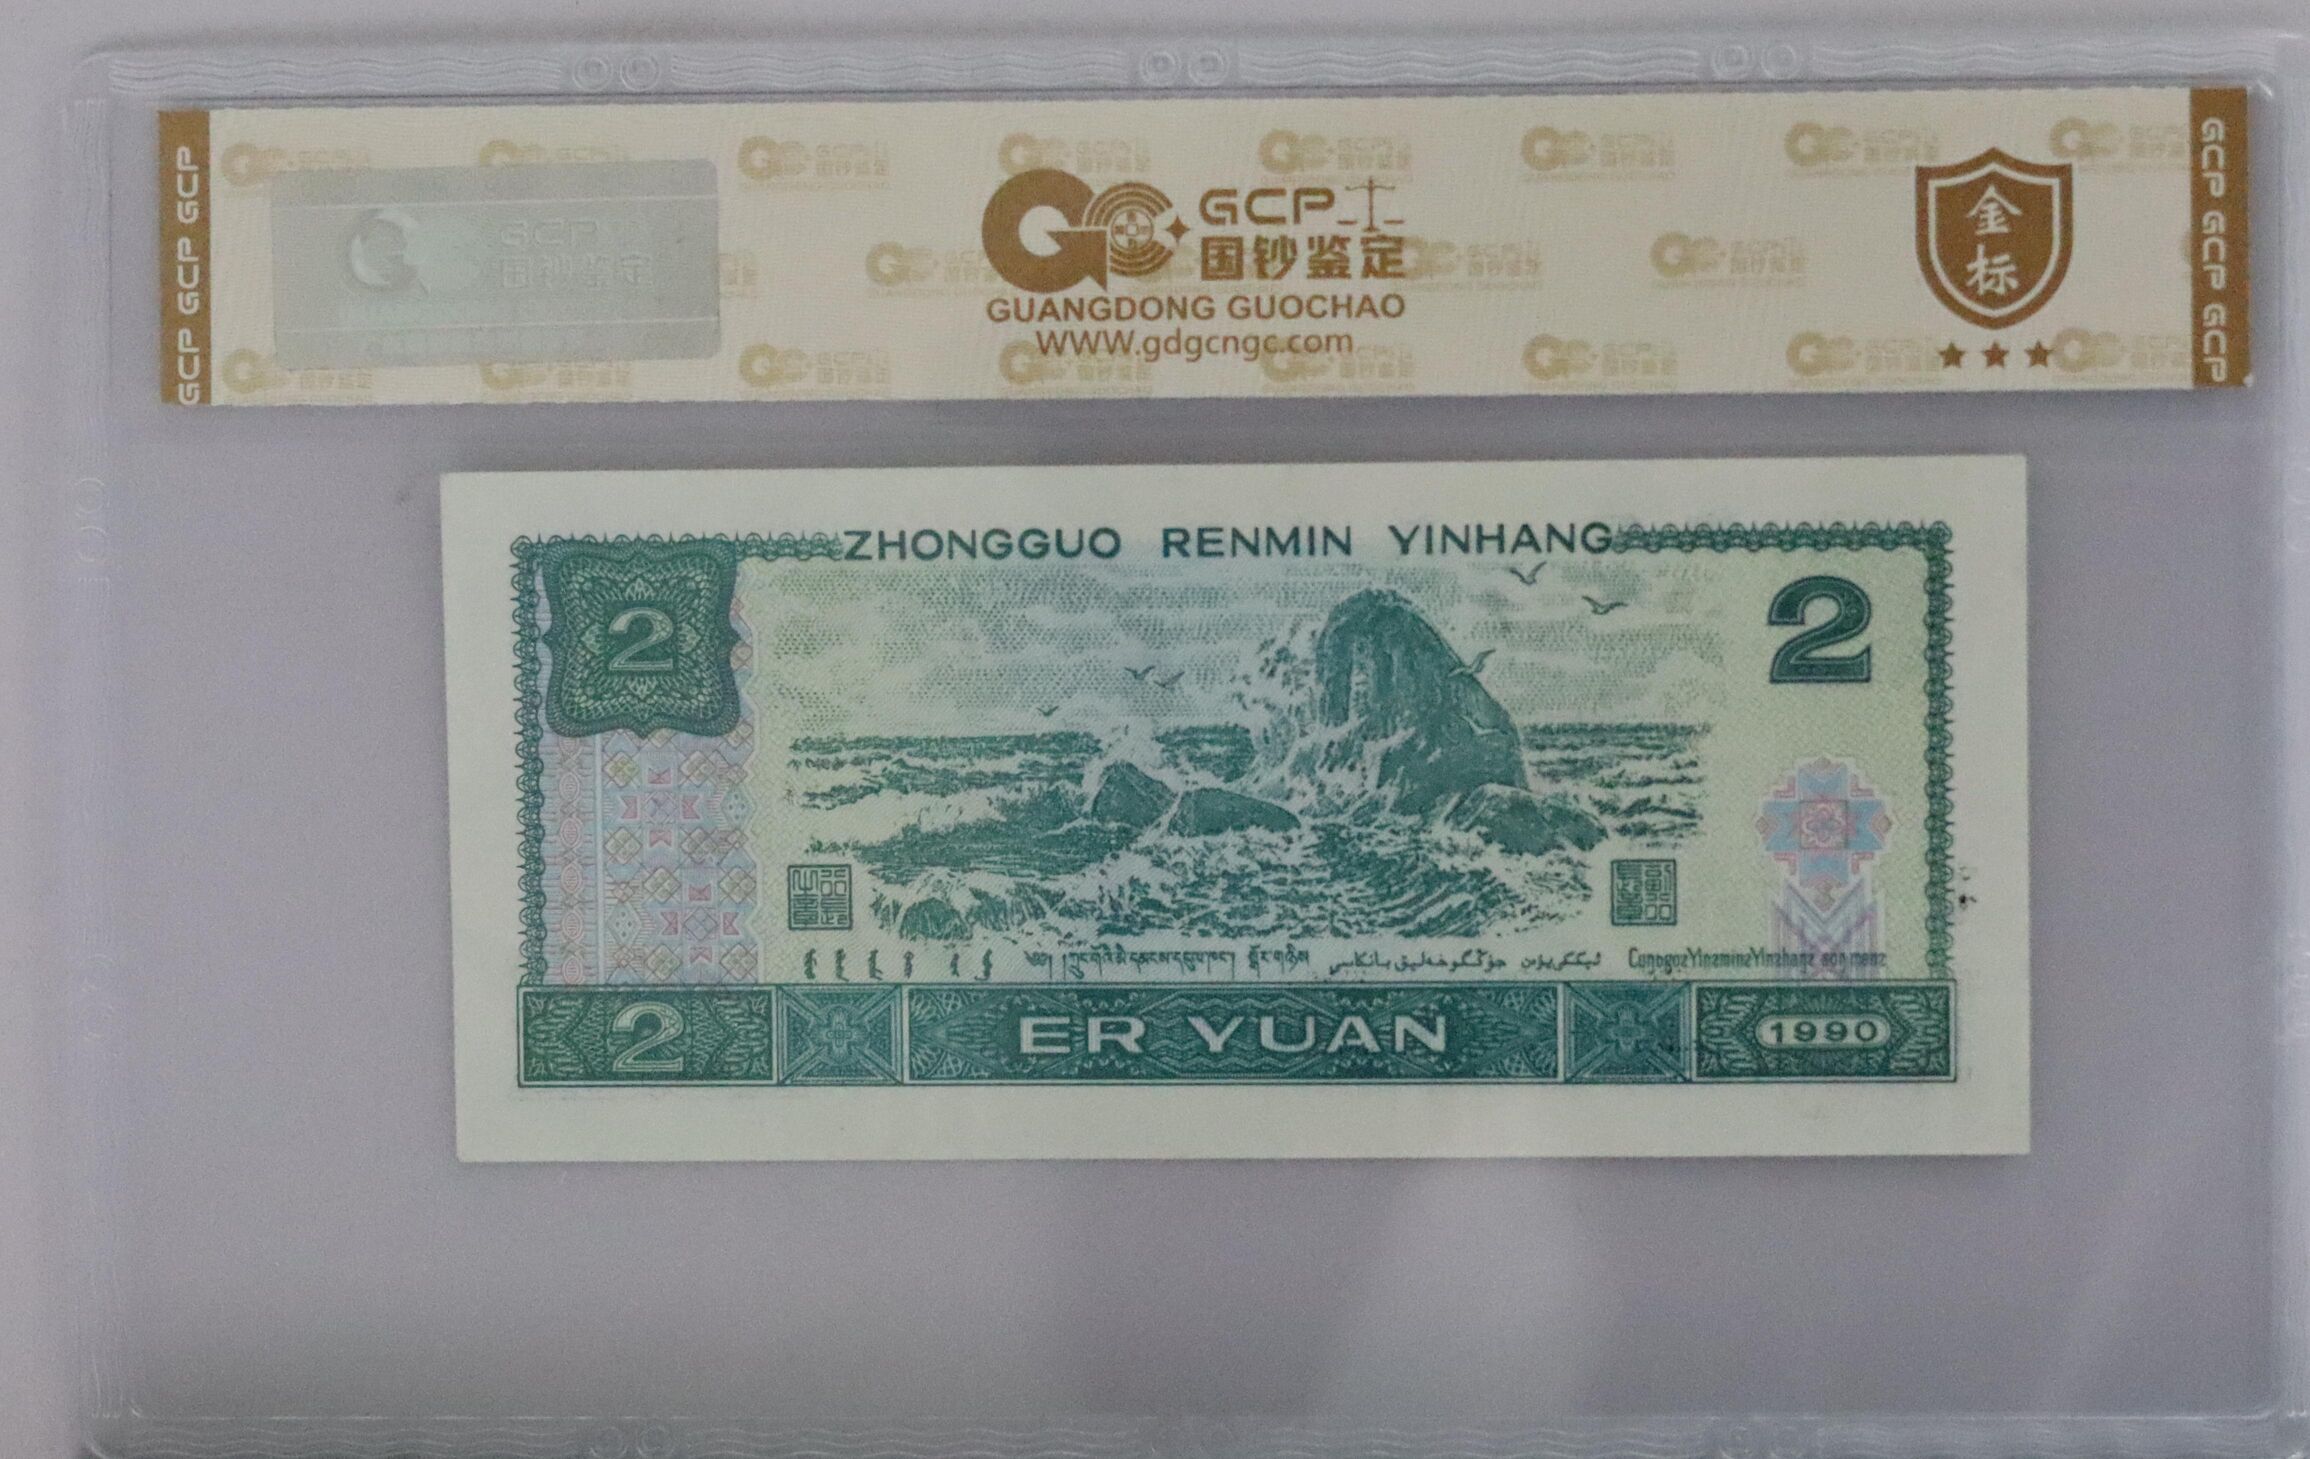 GCP GCP GCP
GCP
国钞鉴定
GUANGDONG GUOCHAO
WWW.gdgcngc.com
金标
GCP GCP GCP GCP
ZHONGGUO RENMIN YINHANG
2
2
2
ER YUAN
1990